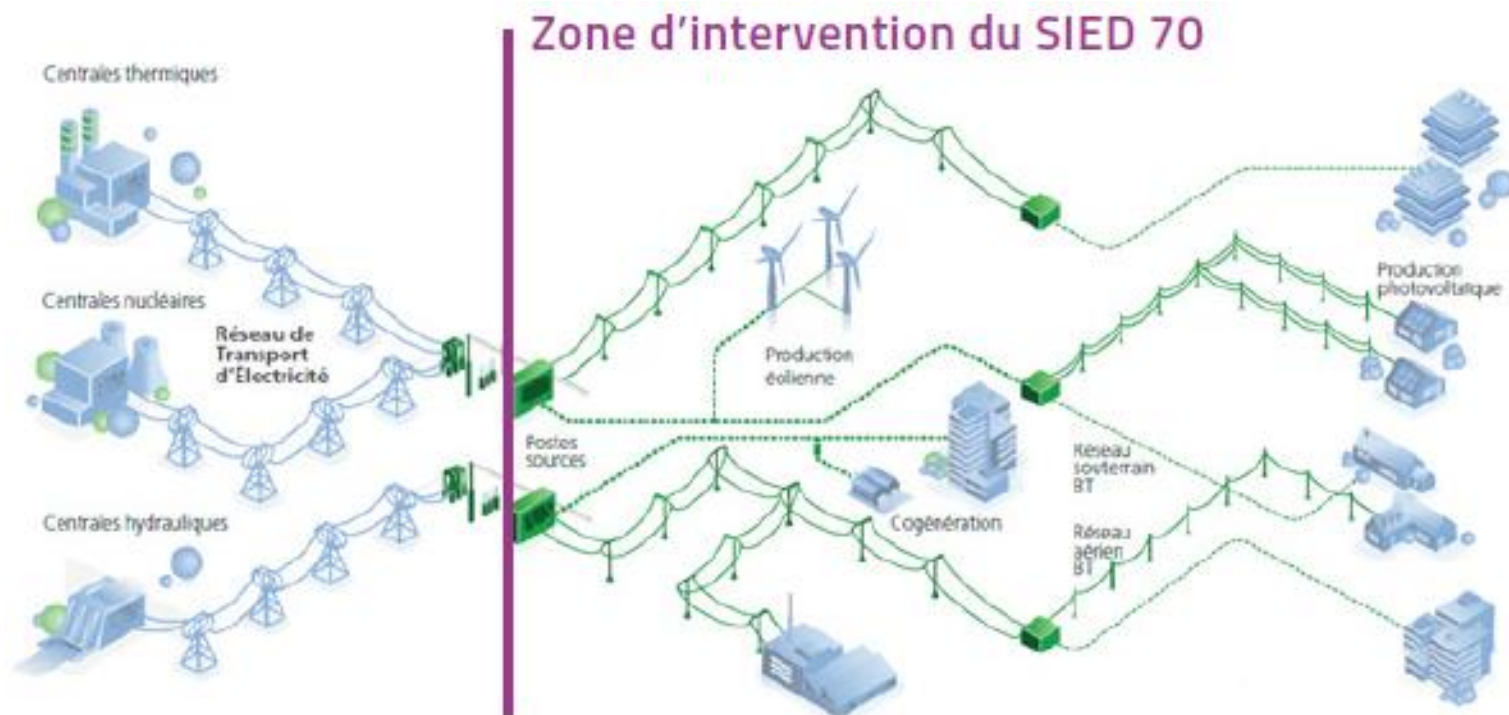 Zone d'intervention du SIED 70
Centrales thermiques
Centrales nucléaires
Réseau de
Transport
d'Électricité
Centrales hydrauliques
Postes
sources
Production
éolienne
Cogénération
Production
photovoltaïque
Réseau
souterrain
BT
Réseau
aérien
BT